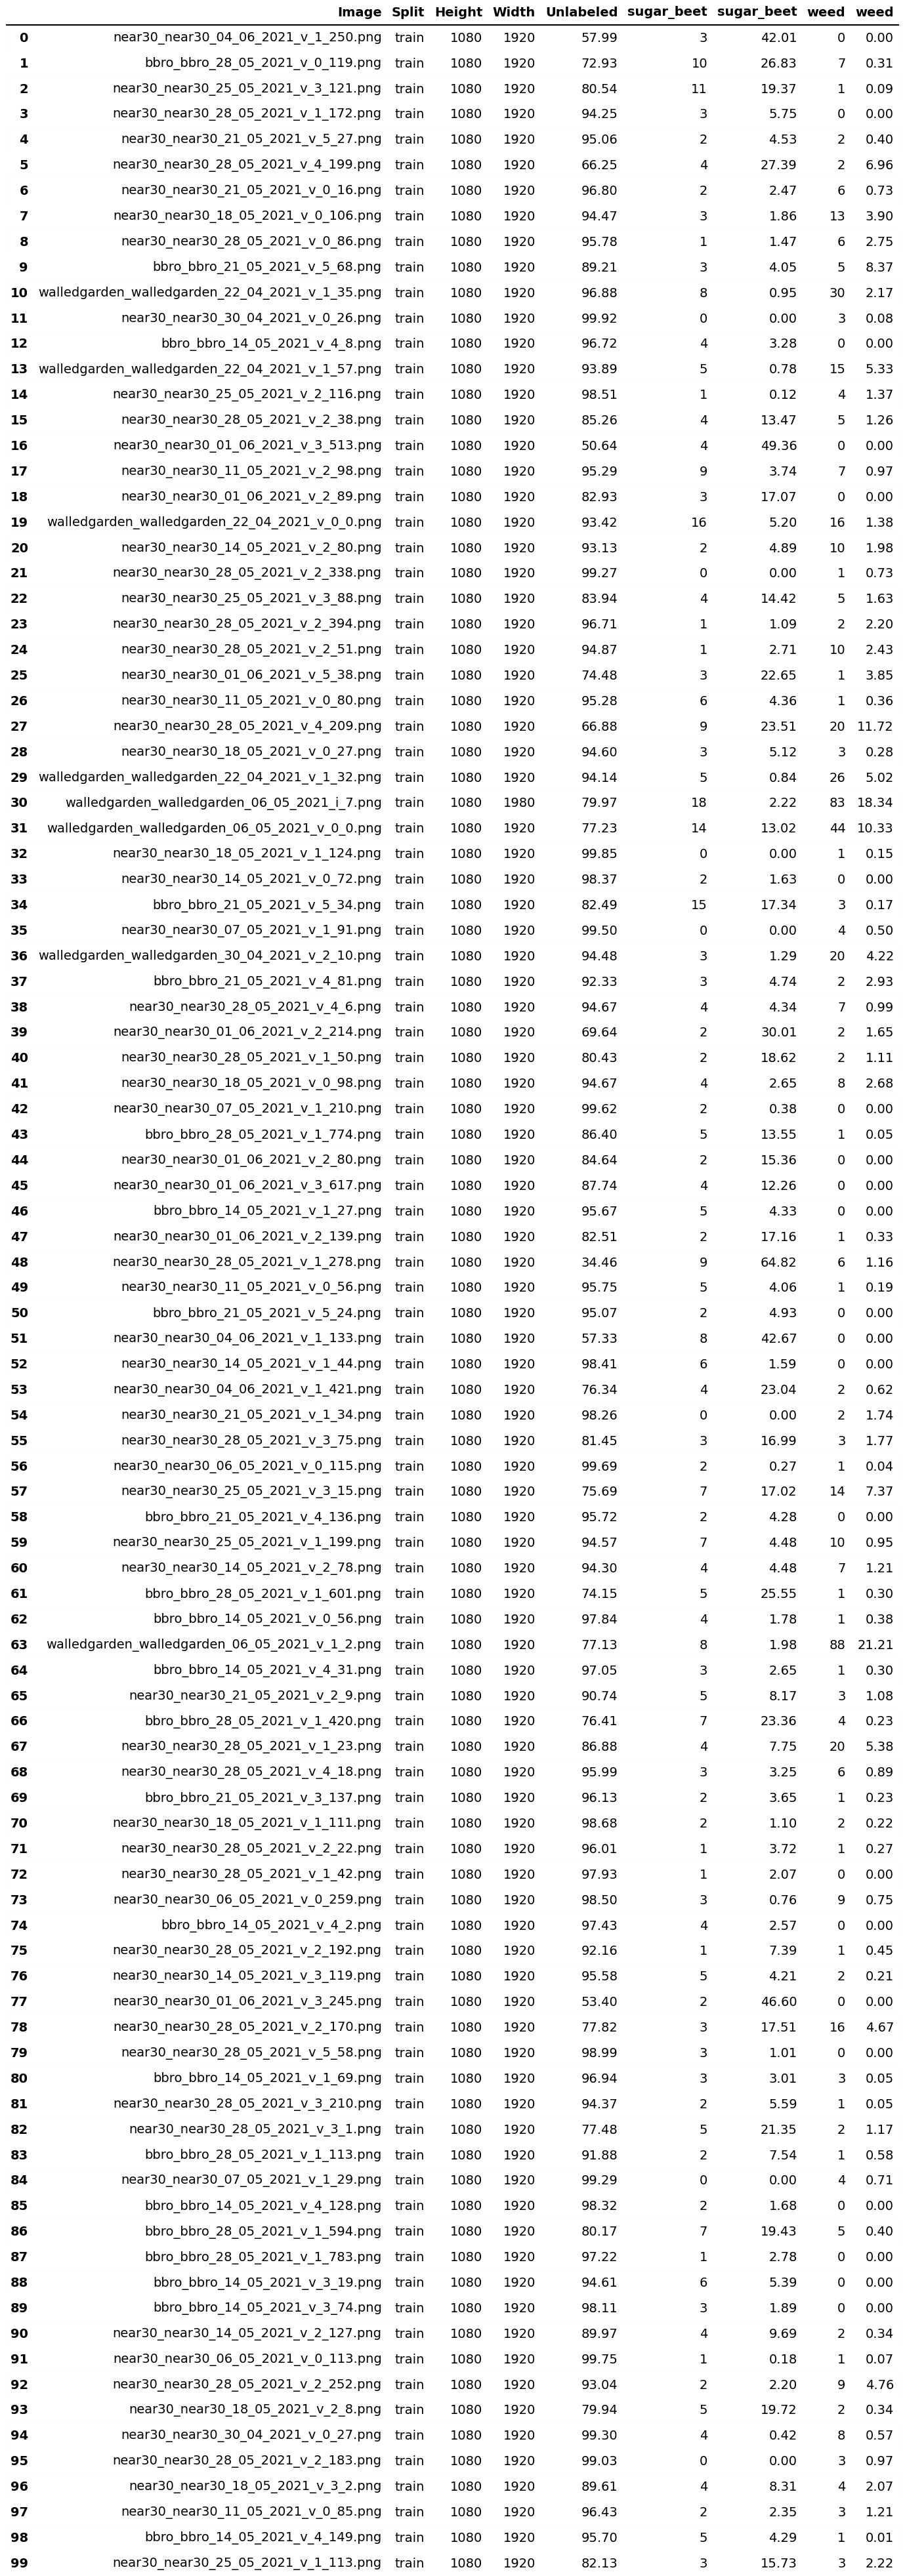 Image Split Height Width Unlabeled sugar_beet sugar_beet weed weed
0 near30_near30_04_06_2021_v_1_250.png train 1080 1920 57.99 3 42.01 0 0.00
1 bbro_bbro_28_05_2021_v_0_119.png train 1080 1920 72.93 10 26.83 7 0.31
2 near30_near30_25_05_2021_v_3_121.png train 1080 1920 80.54 11 19.37 1 0.09
3 near30_near30_28_05_2021_v_1_172.png train 1080 1920 94.25 3 5.75 0 0.00
4 near30_near30_21_05_2021_v_5_27.png train 1080 1920 95.06 2 4.53 2 0.40
5 near30_near30_28_05_2021_v_4_199.png train 1080 1920 66.25 4 27.39 2 6.96
6 near30_near30_21_05_2021_v_0_16.png train 1080 1920 96.80 2 2.47 6 0.73
7 near30_near30_18_05_2021_v_0_106.png train 1080 1920 94.47 3 1.86 13 3.90
8 near30_near30_28_05_2021_v_0_86.png train 1080 1920 95.78 1 1.47 6 2.75
9 bbro_bbro_21_05_2021_v_5_68.png train 1080 1920 89.21 3 4.05 5 8.37
10 walledgarden_walledgarden_22_04_2021_v_1_35.png train 1080 1920 96.88 8 0.95 30 2.17
11 near30_near30_30_04_2021_v_0_26.png train 1080 1920 99.92 0 0.00 3 0.08
12 bbro_bbro_14_05_2021_v_4_8.png train 1080 1920 96.72 4 3.28 0 0.00
13 walledgarden_walledgarden_22_04_2021_v_1_57.png train 1080 1920 93.89 5 0.78 15 5.33
14 near30_near30_25_05_2021_v_2_116.png train 1080 1920 98.51 1 0.12 4 1.37
15 near30_near30_28_05_2021_v_2_38.png train 1080 1920 85.26 4 13.47 5 1.26
16 near30_near30_01_06_2021_v_3_513.png train 1080 1920 50.64 4 49.36 0 0.00
17 near30_near30_11_05_2021_v_2_98.png train 1080 1920 95.29 9 3.74 7 0.97
18 near30_near30_01_06_2021_v_2_89.png train 1080 1920 82.93 3 17.07 0 0.00
19 walledgarden_walledgarden_22_04_2021_v_0_0.png train 1080 1920 93.42 16 5.20 16 1.38
20 near30_near30_14_05_2021_v_2_80.png train 1080 1920 93.13 2 4.89 10 1.98
21 near30_near30_28_05_2021_v_2_338.png train 1080 1920 99.27 0 0.00 1 0.73
22 near30_near30_25_05_2021_v_3_88.png train 1080 1920 83.94 4 14.42 5 1.63
23 near30_near30_28_05_2021_v_2_394.png train 1080 1920 96.71 1 1.09 2 2.20
24 near30_near30_28_05_2021_v_2_51.png train 1080 1920 94.87 1 2.71 10 2.43
25 near30_near30_01_06_2021_v_5_38.png train 1080 1920 74.48 3 22.65 1 3.85
26 near30_near30_11_05_2021_v_0_80.png train 1080 1920 95.28 6 4.36 1 0.36
27 near30_near30_28_05_2021_v_4_209.png train 1080 1920 66.88 9 23.51 20 11.72
28 near30_near30_18_05_2021_v_0_27.png train 1080 1920 94.60 3 5.12 3 0.28
29 walledgarden_walledgarden_22_04_2021_v_1_32.png train 1080 1920 94.14 5 0.84 26 5.02
30 walledgarden_walledgarden_06_05_2021_i_7.png train 1080 1980 79.97 18 2.22 83 18.34
31 walledgarden_walledgarden_06_05_2021_v_0_0.png train 1080 1920 77.23 14 13.02 44 10.33
32 near30_near30_18_05_2021_v_1_124.png train 1080 1920 99.85 0 0.00 1 0.15
33 near30_near30_14_05_2021_v_0_72.png train 1080 1920 98.37 2 1.63 0 0.00
34 bbro_bbro_21_05_2021_v_5_34.png train 1080 1920 82.49 15 17.34 3 0.17
35 near30_near30_07_05_2021_v_1_91.png train 1080 1920 99.50 0 0.00 4 0.50
36 walledgarden_walledgarden_30_04_2021_v_2_10.png train 1080 1920 94.48 3 1.29 20 4.22
37 bbro_bbro_21_05_2021_v_4_81.png train 1080 1920 92.33 3 4.74 2 2.93
38 near30_near30_28_05_2021_v_4_6.png train 1080 1920 94.67 4 4.34 7 0.99
39 near30_near30_01_06_2021_v_2_214.png train 1080 1920 69.64 2 30.01 2 1.65
40 near30_near30_28_05_2021_v_1_50.png train 1080 1920 80.43 2 18.62 2 1.11
41 near30_near30_18_05_2021_v_0_98.png train 1080 1920 94.67 4 2.65 8 2.68
42 near30_near30_07_05_2021_v_1_210.png train 1080 1920 99.62 2 0.38 0 0.00
43 bbro_bbro_28_05_2021_v_1_774.png train 1080 1920 86.40 5 13.55 1 0.05
44 near30_near30_01_06_2021_v_2_80.png train 1080 1920 84.64 2 15.36 0 0.00
45 near30_near30_01_06_2021_v_3_617.png train 1080 1920 87.74 4 12.26 0 0.00
46 bbro_bbro_14_05_2021_v_1_27.png train 1080 1920 95.67 5 4.33 0 0.00
47 near30_near30_01_06_2021_v_2_139.png train 1080 1920 82.51 2 17.16 1 0.33
48 near30_near30_28_05_2021_v_1_278.png train 1080 1920 34.46 9 64.82 6 1.16
49 near30_near30_11_05_2021_v_0_56.png train 1080 1920 95.75 5 4.06 1 0.19
50 bbro_bbro_21_05_2021_v_5_24.png train 1080 1920 95.07 2 4.93 0 0.00
51 near30_near30_04_06_2021_v_1_133.png train 1080 1920 57.33 8 42.67 0 0.00
52 near30_near30_14_05_2021_v_1_44.png train 1080 1920 98.41 6 1.59 0 0.00
53 near30_near30_04_06_2021_v_1_421.png train 1080 1920 76.34 4 23.04 2 0.62
54 near30_near30_21_05_2021_v_1_34.png train 1080 1920 98.26 0 0.00 2 1.74
55 near30_near30_28_05_2021_v_3_75.png train 1080 1920 81.45 3 16.99 3 1.77
56 near30_near30_06_05_2021_v_0_115.png train 1080 1920 99.69 2 0.27 1 0.04
57 near30_near30_25_05_2021_v_3_15.png train 1080 1920 75.69 7 17.02 14 7.37
58 bbro_bbro_21_05_2021_v_4_136.png train 1080 1920 95.72 2 4.28 0 0.00
59 near30_near30_25_05_2021_v_1_199.png train 1080 1920 94.57 7 4.48 10 0.95
60 near30_near30_14_05_2021_v_2_78.png train 1080 1920 94.30 4 4.48 7 1.21
61 bbro_bbro_28_05_2021_v_1_601.png train 1080 1920 74.15 5 25.55 1 0.30
62 bbro_bbro_14_05_2021_v_0_56.png train 1080 1920 97.84 4 1.78 1 0.38
63 walledgarden_walledgarden_06_05_2021_v_1_2.png train 1080 1920 77.13 8 1.98 88 21.21
64 bbro_bbro_14_05_2021_v_4_31.png train 1080 1920 97.05 3 2.65 1 0.30
65 near30_near30_21_05_2021_v_2_9.png train 1080 1920 90.74 5 8.17 3 1.08
66 bbro_bbro_28_05_2021_v_1_420.png train 1080 1920 76.41 7 23.36 4 0.23
67 near30_near30_28_05_2021_v_1_23.png train 1080 1920 86.88 4 7.75 20 5.38
68 near30_near30_28_05_2021_v_4_18.png train 1080 1920 95.99 3 3.25 6 0.89
69 bbro_bbro_21_05_2021_v_3_137.png train 1080 1920 96.13 2 3.65 1 0.23
70 near30_near30_18_05_2021_v_1_111.png train 1080 1920 98.68 2 1.10 2 0.22
71 near30_near30_28_05_2021_v_2_22.png train 1080 1920 96.01 1 3.72 1 0.27
72 near30_near30_28_05_2021_v_1_42.png train 1080 1920 97.93 1 2.07 0 0.00
73 near30_near30_06_05_2021_v_0_259.png train 1080 1920 98.50 3 0.76 9 0.75
74 bbro_bbro_14_05_2021_v_4_2.png train 1080 1920 97.43 4 2.57 0 0.00
75 near30_near30_28_05_2021_v_2_192.png train 1080 1920 92.16 1 7.39 1 0.45
76 near30_near30_14_05_2021_v_3_119.png train 1080 1920 95.58 5 4.21 2 0.21
77 near30_near30_01_06_2021_v_3_245.png train 1080 1920 53.40 2 46.60 0 0.00
78 near30_near30_28_05_2021_v_2_170.png train 1080 1920 77.82 3 17.51 16 4.67
79 near30_near30_28_05_2021_v_5_58.png train 1080 1920 98.99 3 1.01 0 0.00
80 bbro_bbro_14_05_2021_v_1_69.png train 1080 1920 96.94 3 3.01 3 0.05
81 near30_near30_28_05_2021_v_3_210.png train 1080 1920 94.37 2 5.59 1 0.05
82 near30_near30_28_05_2021_v_3_1.png train 1080 1920 77.48 5 21.35 2 1.17
83 bbro_bbro_28_05_2021_v_1_113.png train 1080 1920 91.88 2 7.54 1 0.58
84 near30_near30_07_05_2021_v_1_29.png train 1080 1920 99.29 0 0.00 4 0.71
85 bbro_bbro_14_05_2021_v_4_128.png train 1080 1920 98.32 2 1.68 0 0.00
86 bbro_bbro_28_05_2021_v_1_594.png train 1080 1920 80.17 7 19.43 5 0.40
87 bbro_bbro_28_05_2021_v_1_783.png train 1080 1920 97.22 1 2.78 0 0.00
88 bbro_bbro_14_05_2021_v_3_19.png train 1080 1920 94.61 6 5.39 0 0.00
89 bbro_bbro_14_05_2021_v_3_74.png train 1080 1920 98.11 3 1.89 0 0.00
90 near30_near30_14_05_2021_v_2_127.png train 1080 1920 89.97 4 9.69 2 0.34
91 near30_near30_06_05_2021_v_0_113.png train 1080 1920 99.75 1 0.18 1 0.07
92 near30_near30_28_05_2021_v_2_252.png train 1080 1920 93.04 2 2.20 9 4.76
93 near30_near30_18_05_2021_v_2_8.png train 1080 1920 79.94 5 19.72 2 0.34
94 near30_near30_30_04_2021_v_0_27.png train 1080 1920 99.30 4 0.42 8 0.57
95 near30_near30_28_05_2021_v_2_183.png train 1080 1920 99.03 0 0.00 3 0.97
96 near30_near30_18_05_2021_v_3_2.png train 1080 1920 89.61 4 8.31 4 2.07
97 near30_near30_11_05_2021_v_0_85.png train 1080 1920 96.43 2 2.35 3 1.21
98 bbro_bbro_14_05_2021_v_4_149.png train 1080 1920 95.70 5 4.29 1 0.01
99 near30_near30_25_05_2021_v_1_113.png train 1080 1920 82.13 3 15.73 3 2.22